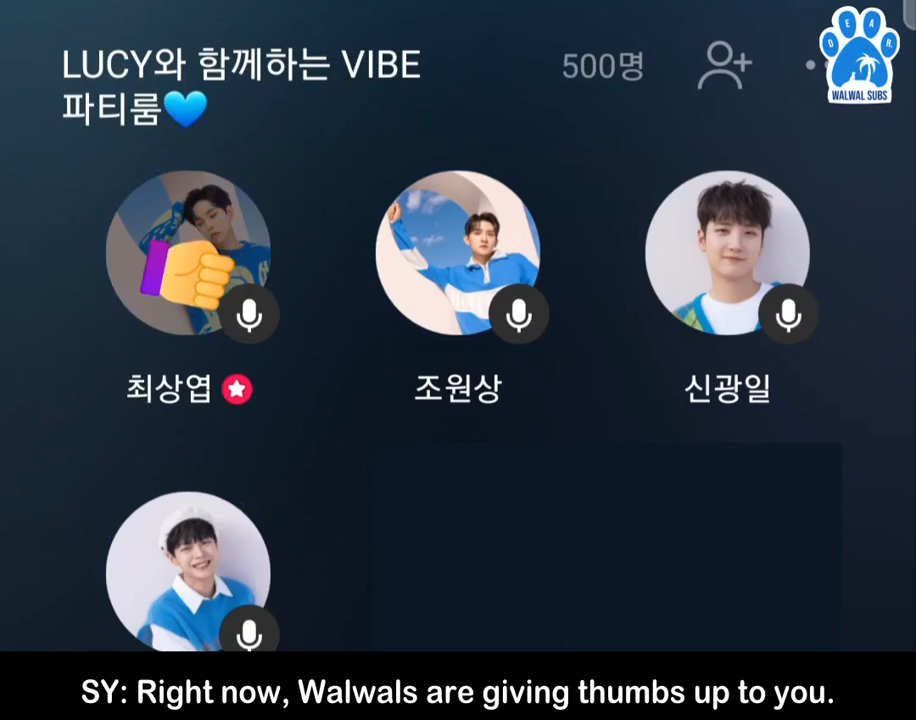 LUCY와 함께하는 VIBE
파티룸💙
500명
DEAR.
WALWAL SUBS
최상엽
조원상
신광일
SY: Right now, Walwals are giving thumbs up to you.